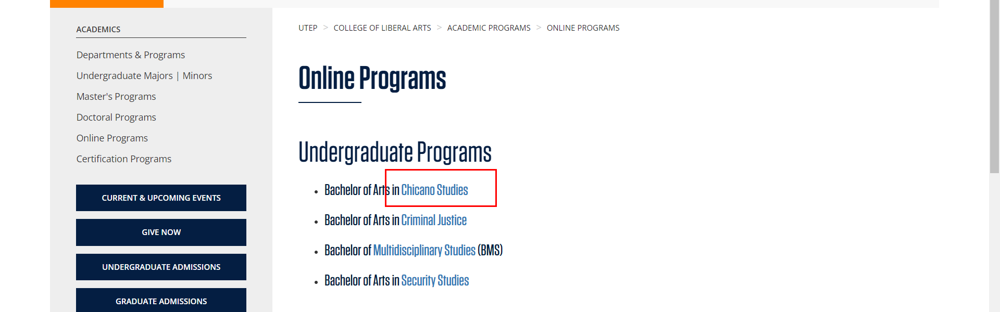 ACADEMICS
Departments & Programs
Undergraduate Majors | Minors
Master's Programs
Doctoral Programs
Online Programs
Certification Programs
CURRENT & UPCOMING EVENTS
GIVE NOW
UNDERGRADUATE ADMISSIONS
GRADUATE ADMISSIONS
UTEP > COLLEGE OF LIBERAL ARTS > ACADEMIC PROGRAMS > ONLINE PROGRAMS
Online Programs
Undergraduate Programs
• Bachelor of Arts in Chicano Studies
• Bachelor of Arts in Criminal Justice
• Bachelor of Multidisciplinary Studies (BMS)
• Bachelor of Arts in Security Studies